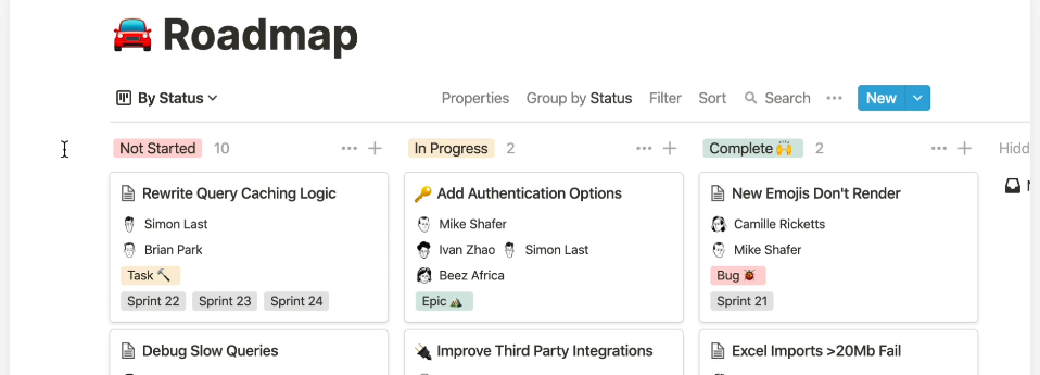 🚘 Roadmap
By Status
Properties Group by Status Filter Sort Search ... New
Not Started 10 ... +
In Progress 2 ... +
Complete 🙌 2 ... +
Hidd
Rewrite Query Caching Logic
Simon Last
Brian Park
Task 🔨
Sprint 22 Sprint 23 Sprint 24
🔑 Add Authentication Options
Mike Shafer
Ivan Zhao Simon Last
Beez Africa
Epic ⛰️
New Emojis Don't Render
Camille Ricketts
Mike Shafer
Bug 🐞
Sprint 21
Debug Slow Queries
🔌 Improve Third Party Integrations
Excel Imports >20Mb Fail